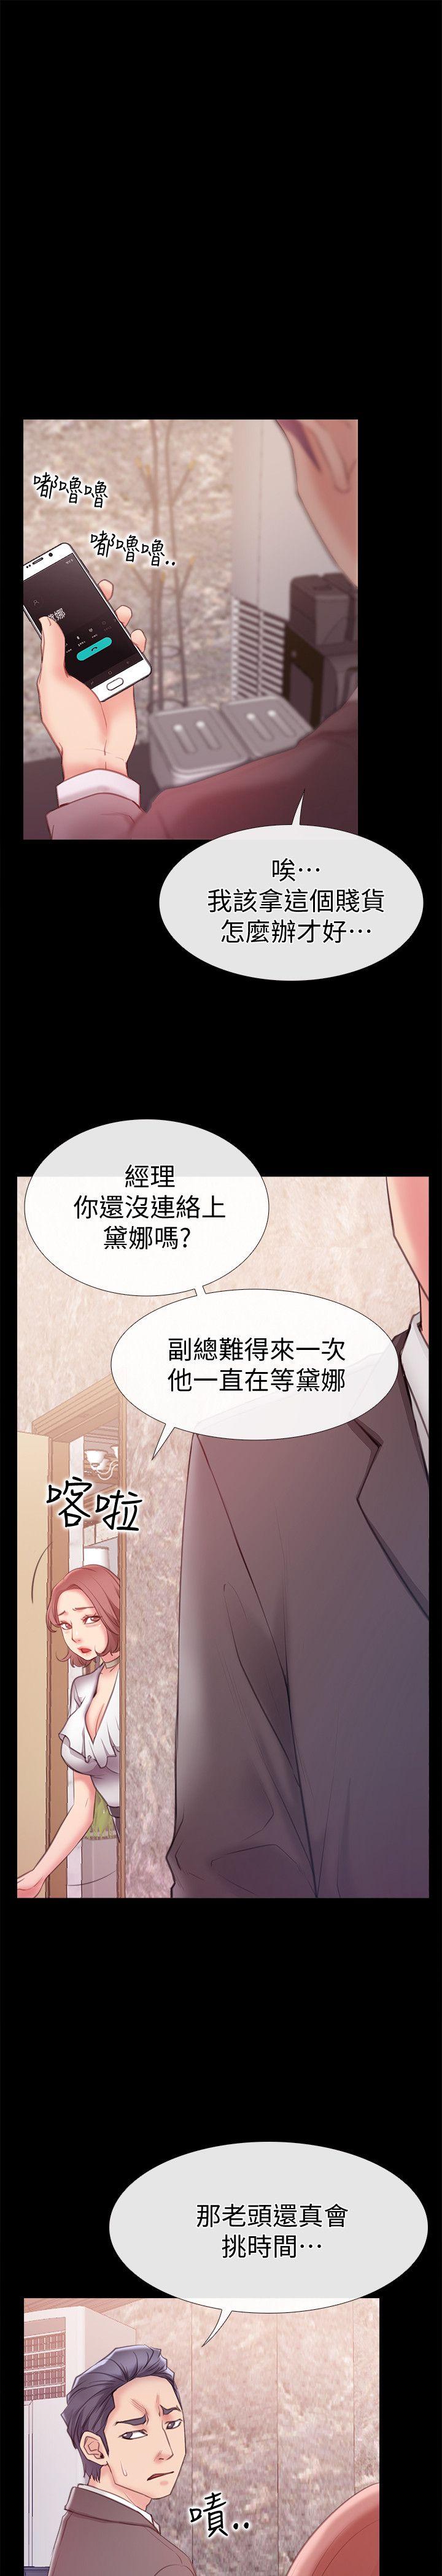 嘟嚕嚕
嘟嚕嚕..
娜
唉⋯
我該拿這個賤貨
怎麼辦才好⋯
經理
你還沒連絡上
黛娜嗎?
副總難得來一次
他一直在等黛娜
喀啦
那老頭還真會
挑時間⋯
嘖..